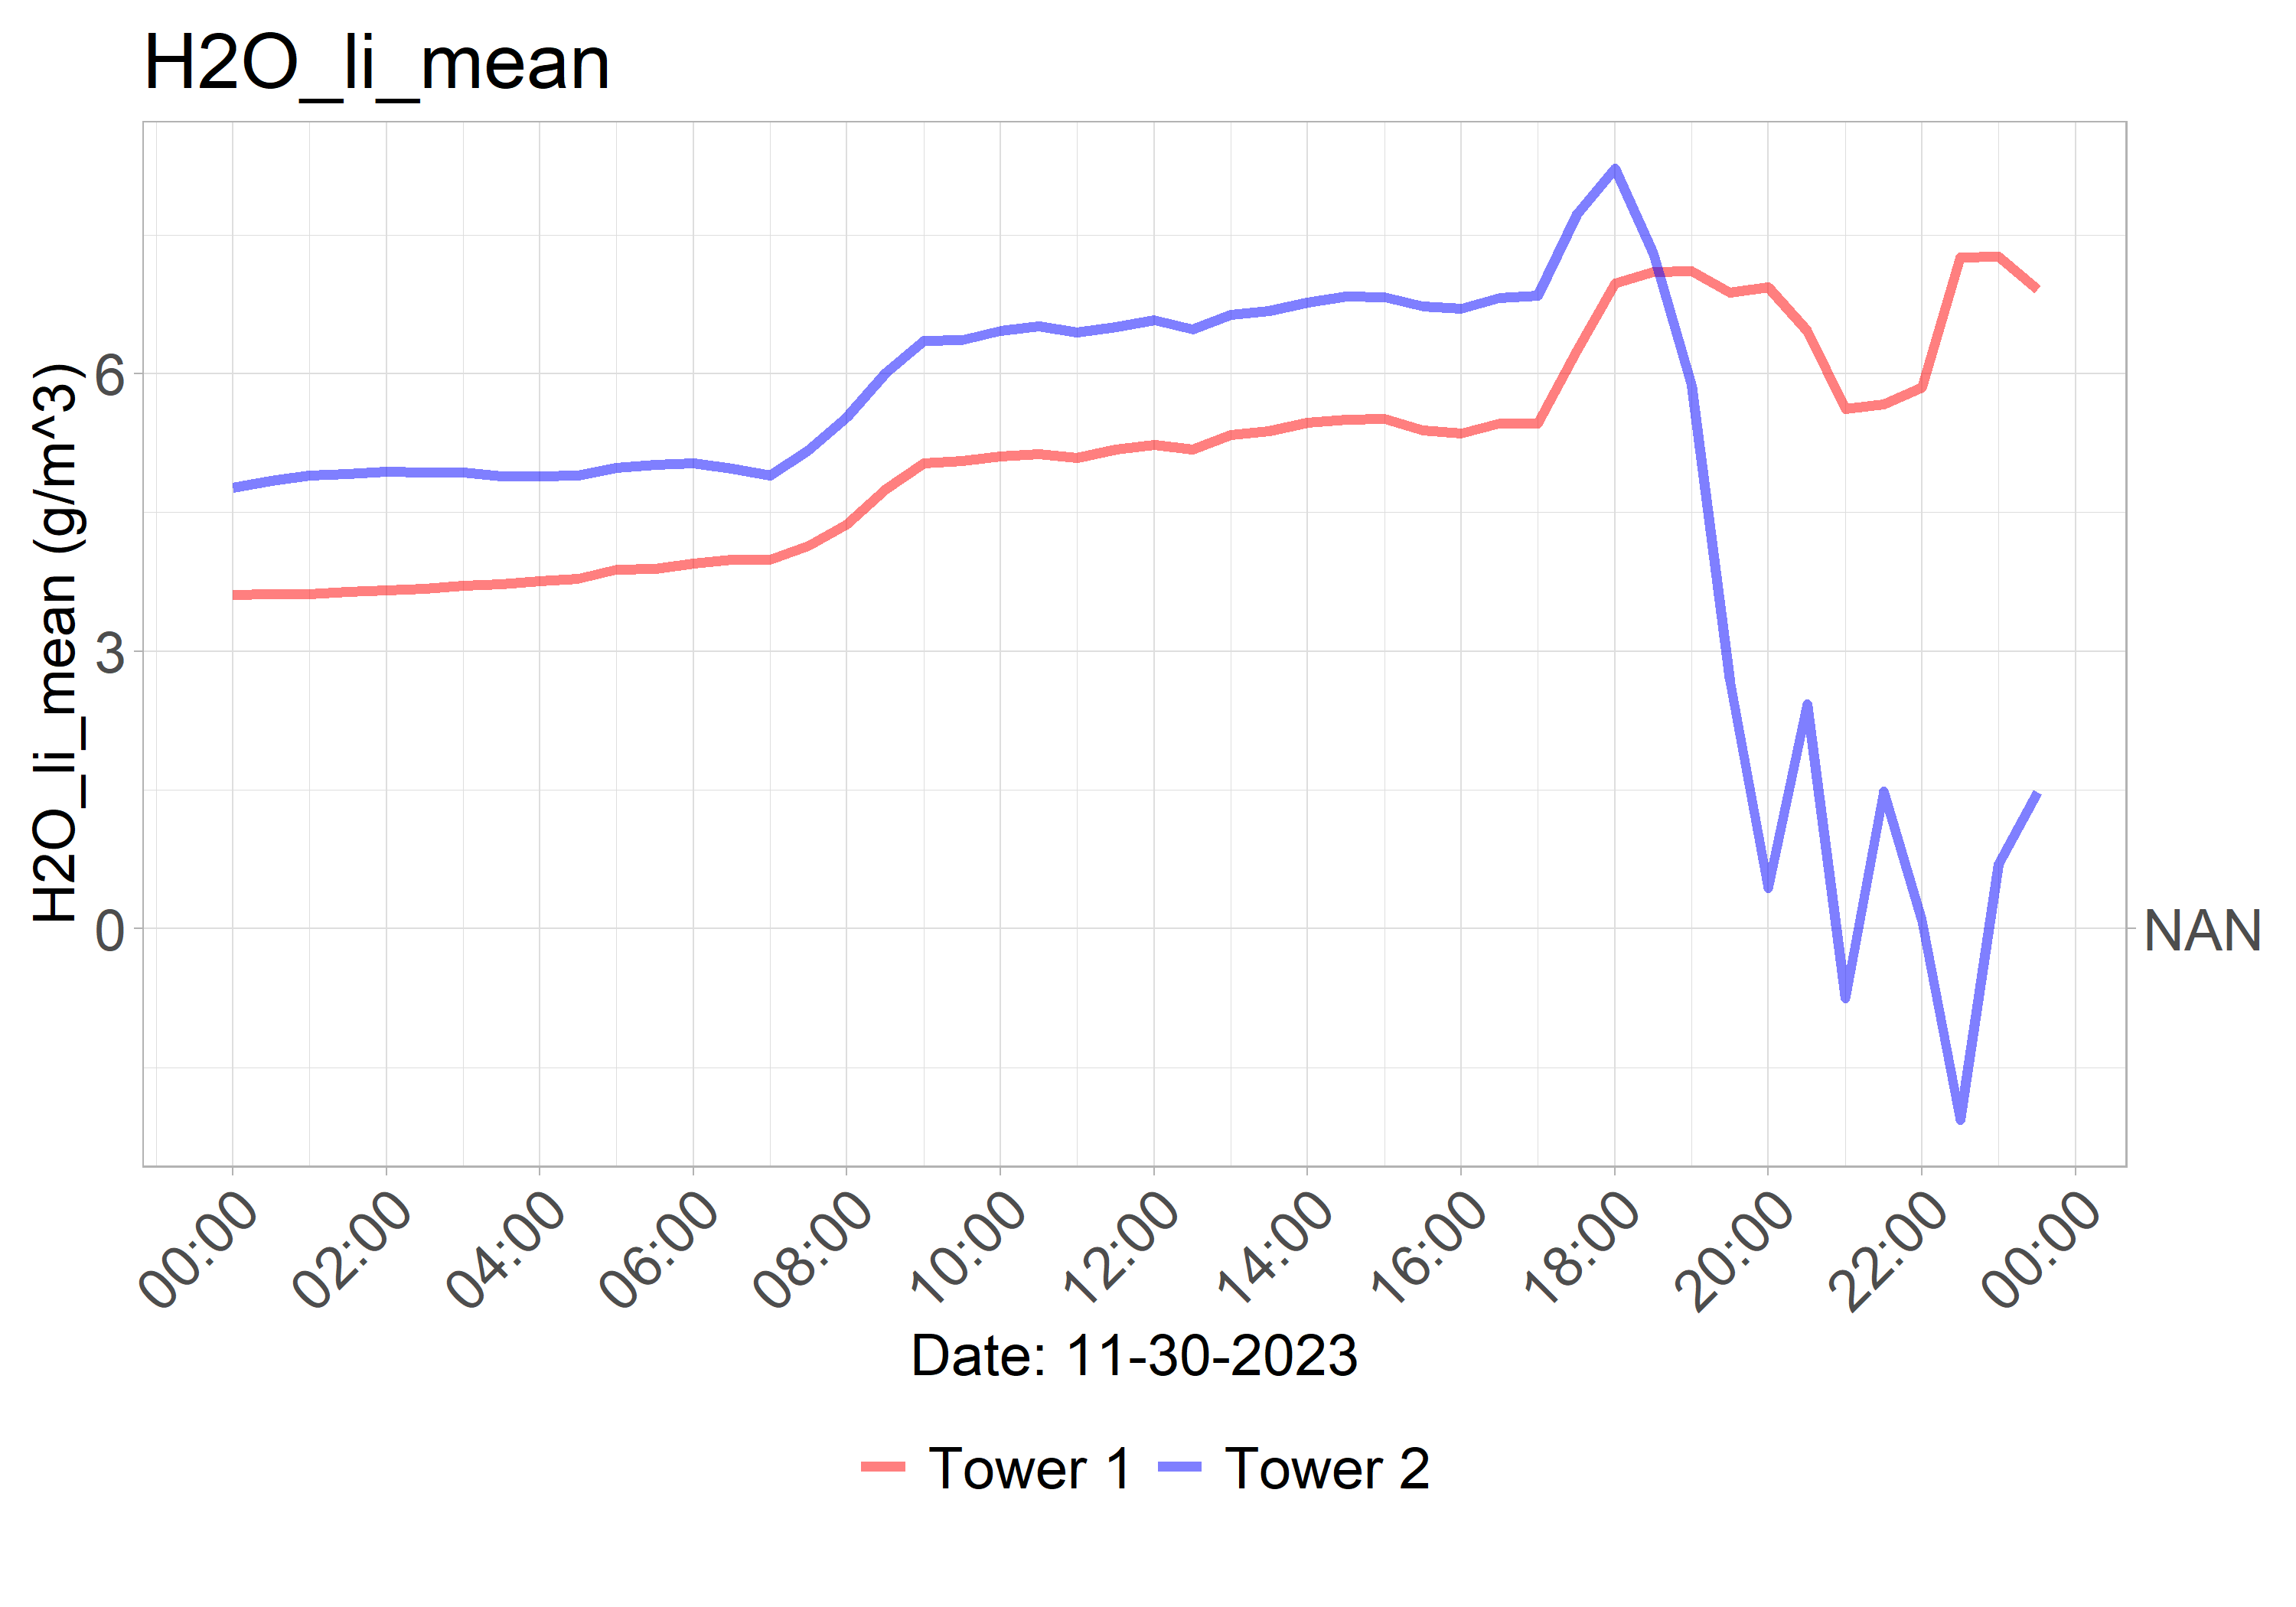 H2O_li_mean
H2O_li_mean (g/m^3)
6
3
0
NAN
00:00 02:00 04:00 06:00 08:00 10:00 12:00 14:00 16:00 18:00 20:00 22:00 00:00
Date: 11-30-2023
Tower 1 Tower 2